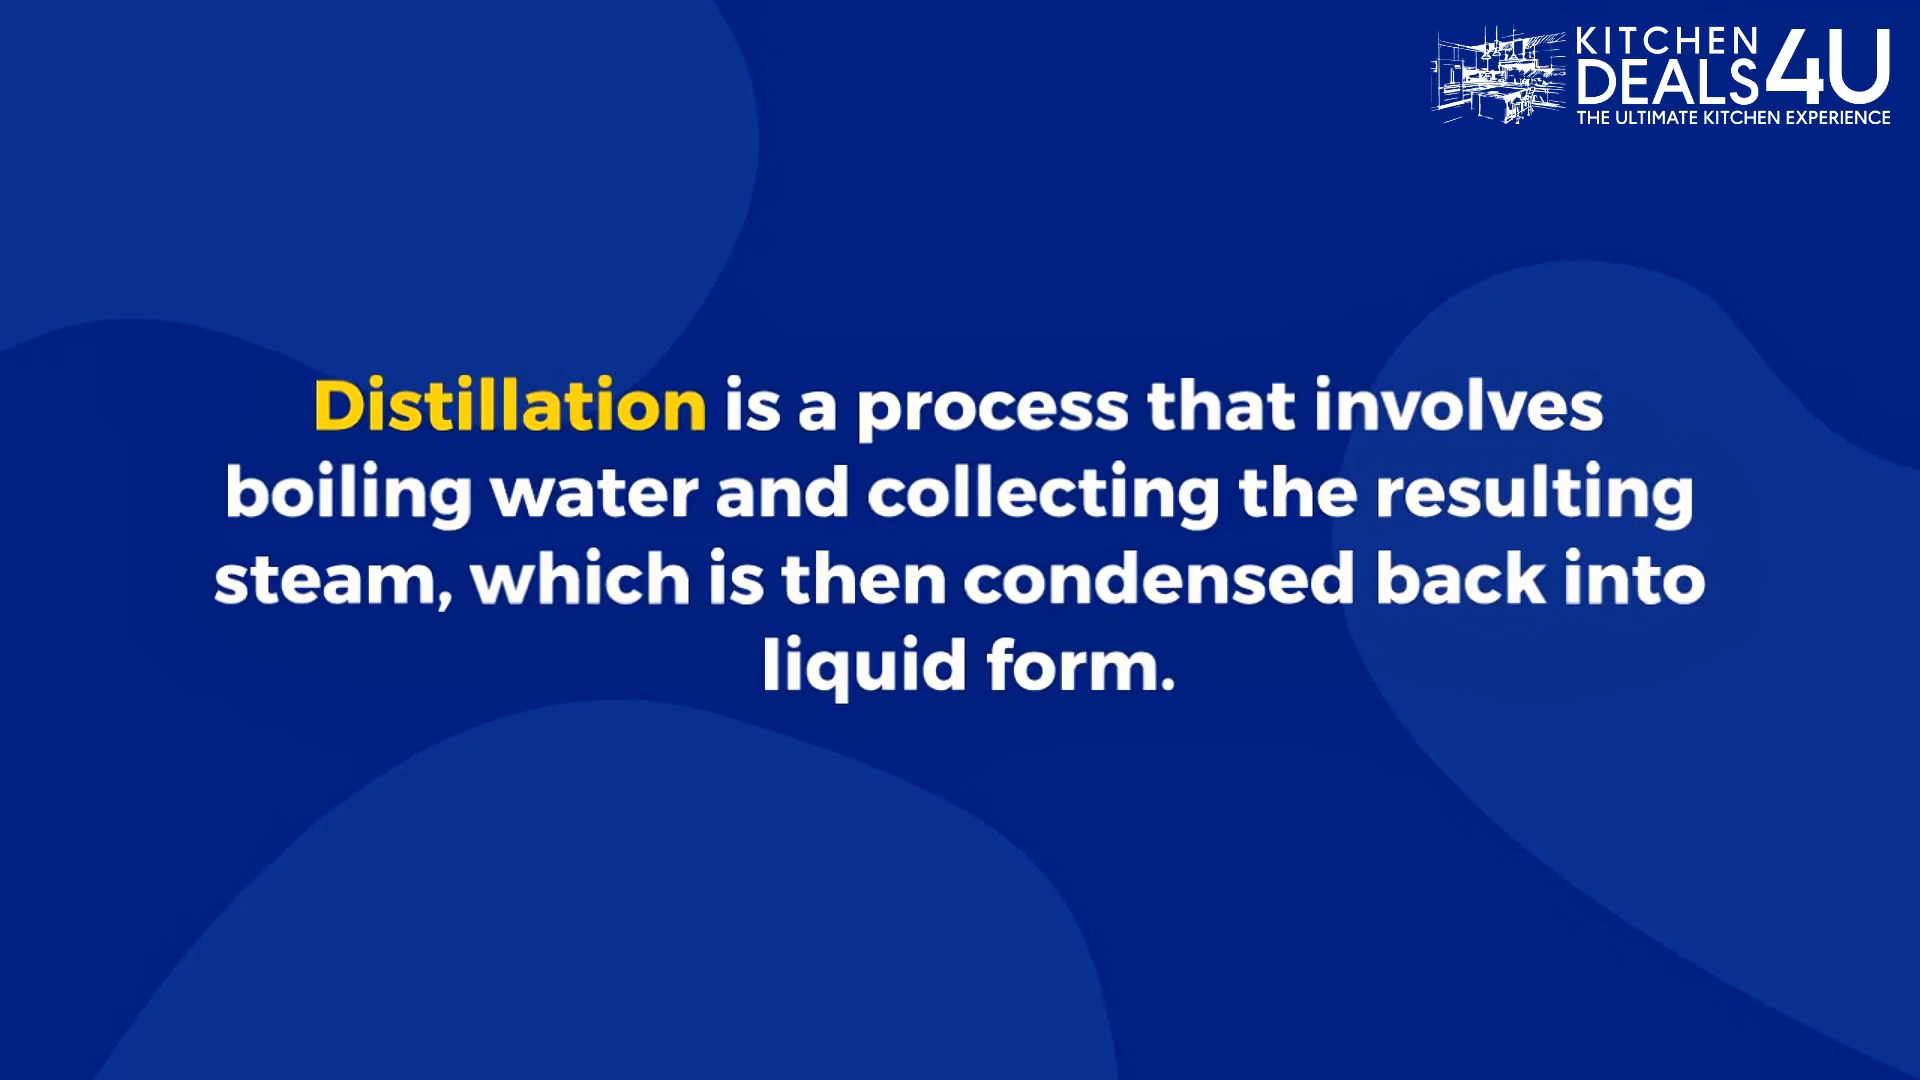 KITCHEN
DEALS4U
THE ULTIMATE KITCHEN EXPERIENCE
Distillation is a process that involves
boiling water and collecting the resulting
steam, which is then condensed back into
liquid form.